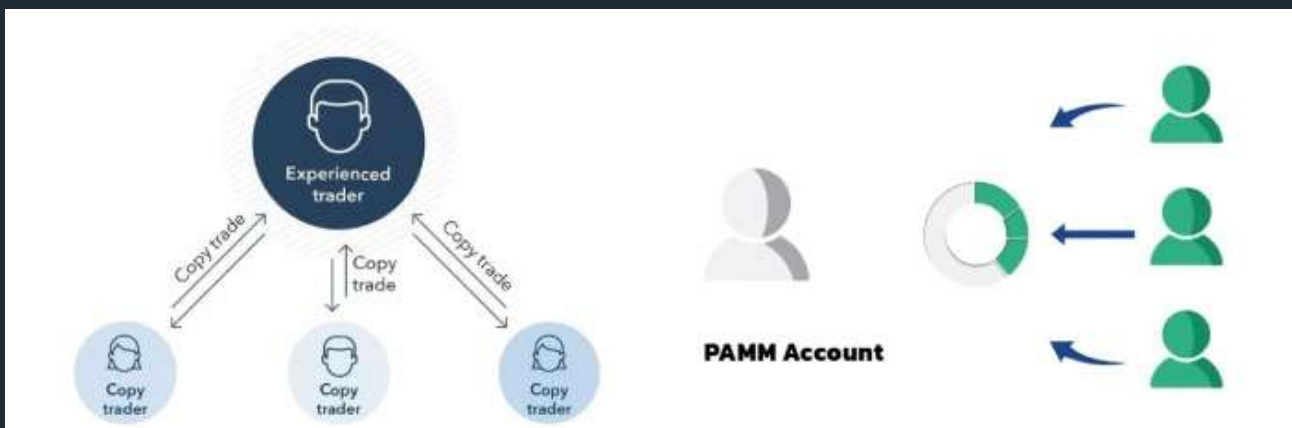 Experienced
trader
Copy trade
Copy
trade
Copy trade
Copy
trader
Copy
trader
Copy
trader
PAMM Account